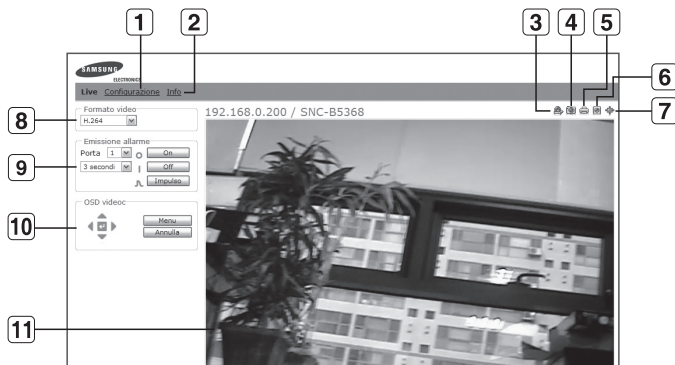 1 2 3 4 5 6 7
SAMSUNG
ELECTRONICS
Live Configurazione Info
192.168.0.200 / SNC-B5368
8
Formato video
H.264
9
Emissione allarme
Porta 1 On
3 secondi Off
Impulso
10
OSD videoc
Menu
Annulla
11